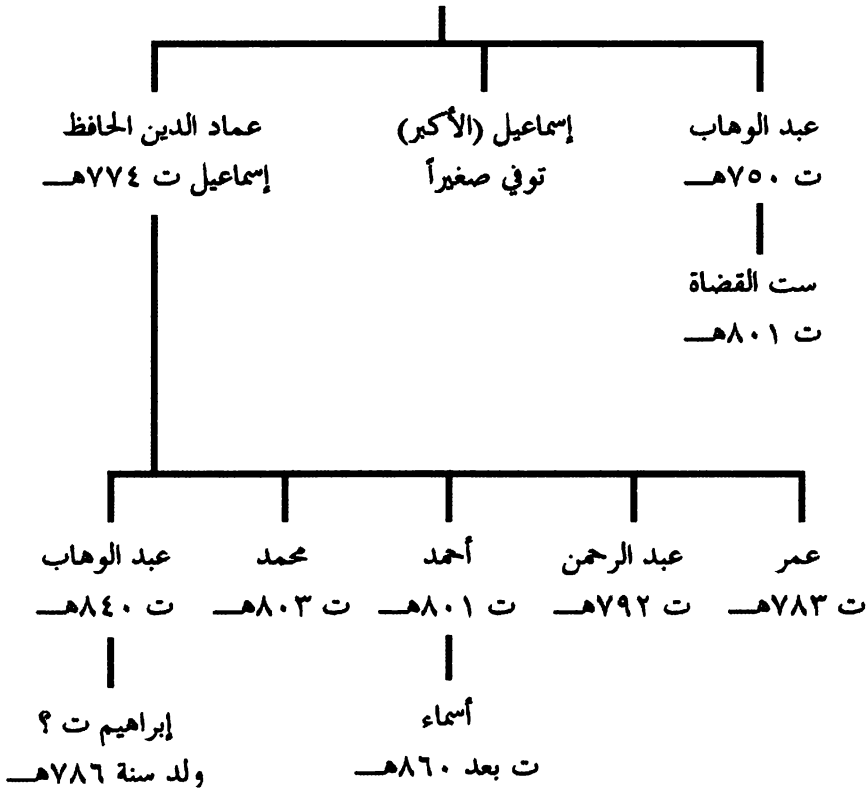 عبد الوهاب
ت ٧٥٠هـ
إسماعيل (الأكبر)
توفي صغيراً
عماد الدين الحافظ
إسماعيل ت ٧٧٤هـ
ست القضاة
ت ٨٠١هـ
عمر
ت ٧٨٣هـ
عبد الرحمن
ت ٧٩٢هـ
أحمد
ت ٨٠١هـ
محمد
ت ٨٠٣هـ
عبد الوهاب
ت ٨٤٠هـ
أسماء
ت بعد ٨٦٠هـ
إبراهيم ت ؟
ولد سنة ٧٨٦هـ